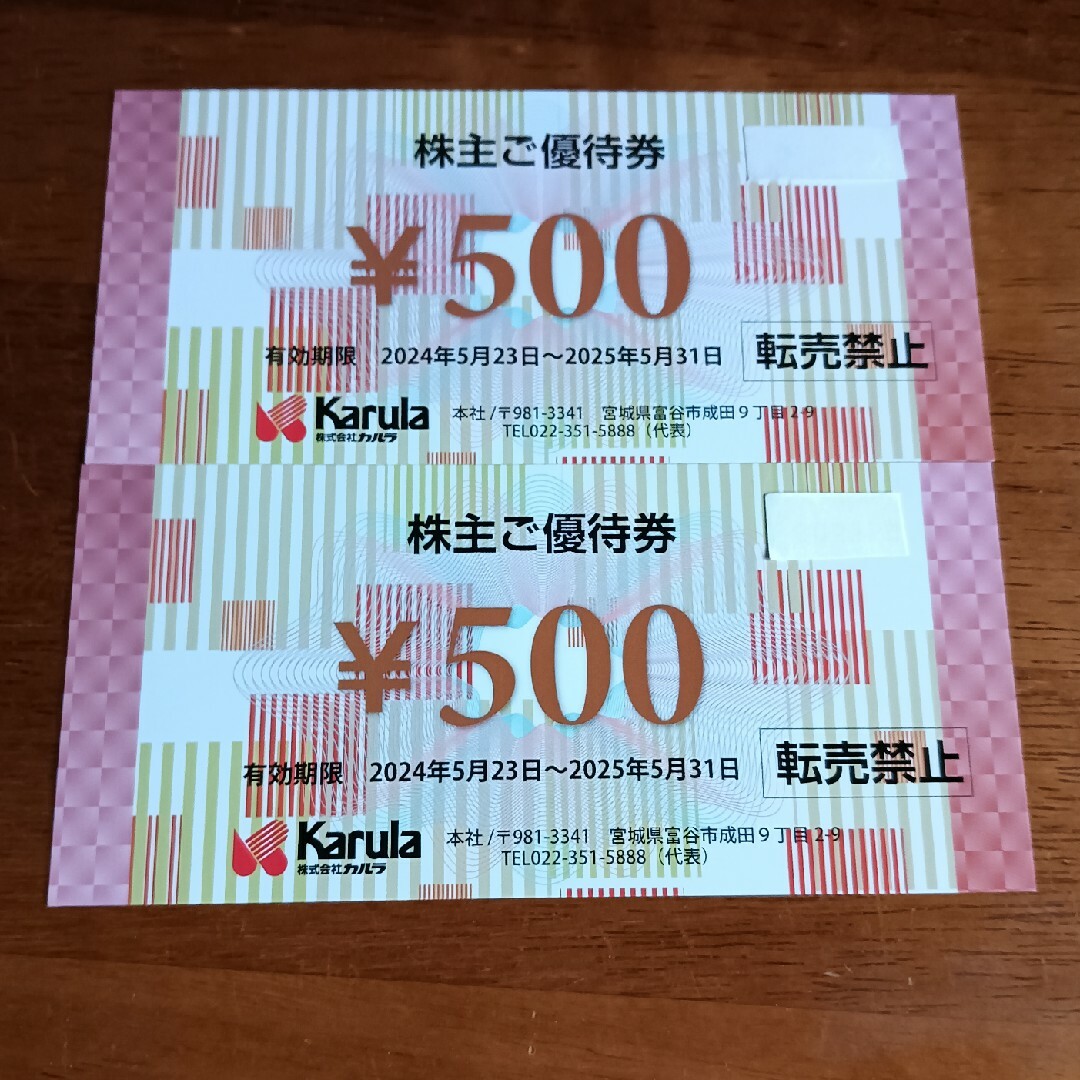 株主ご優待券
¥500
有効期限 2024年5月23日～2025年5月31日
転売禁止
Karula
株式会社カルラ
本社/〒981-3341 宮城県富谷市成田9丁目2-9
TEL022-351-5888（代表）
株主ご優待券
¥500
有効期限 2024年5月23日～2025年5月31日
転売禁止
Karula
株式会社カルラ
本社/〒981-3341 宮城県富谷市成田9丁目2-9
TEL022-351-5888（代表）